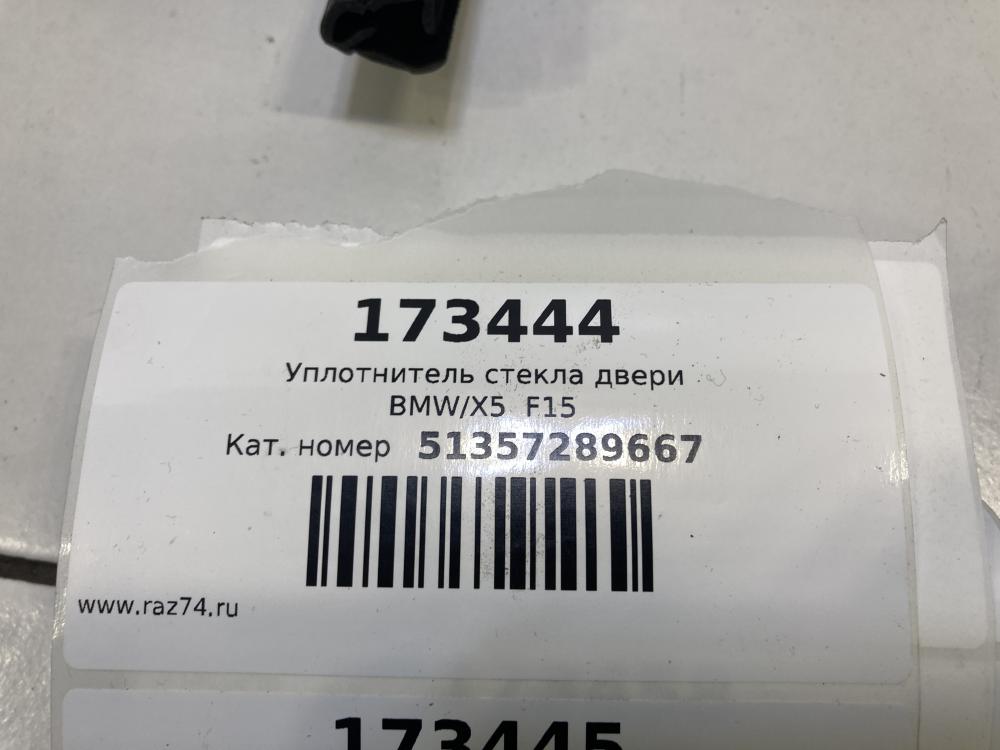 173444
Уплотнитель стекла двери
BMW/X5 F15
Кат. номер 51357289667
www.raz74.ru
173445